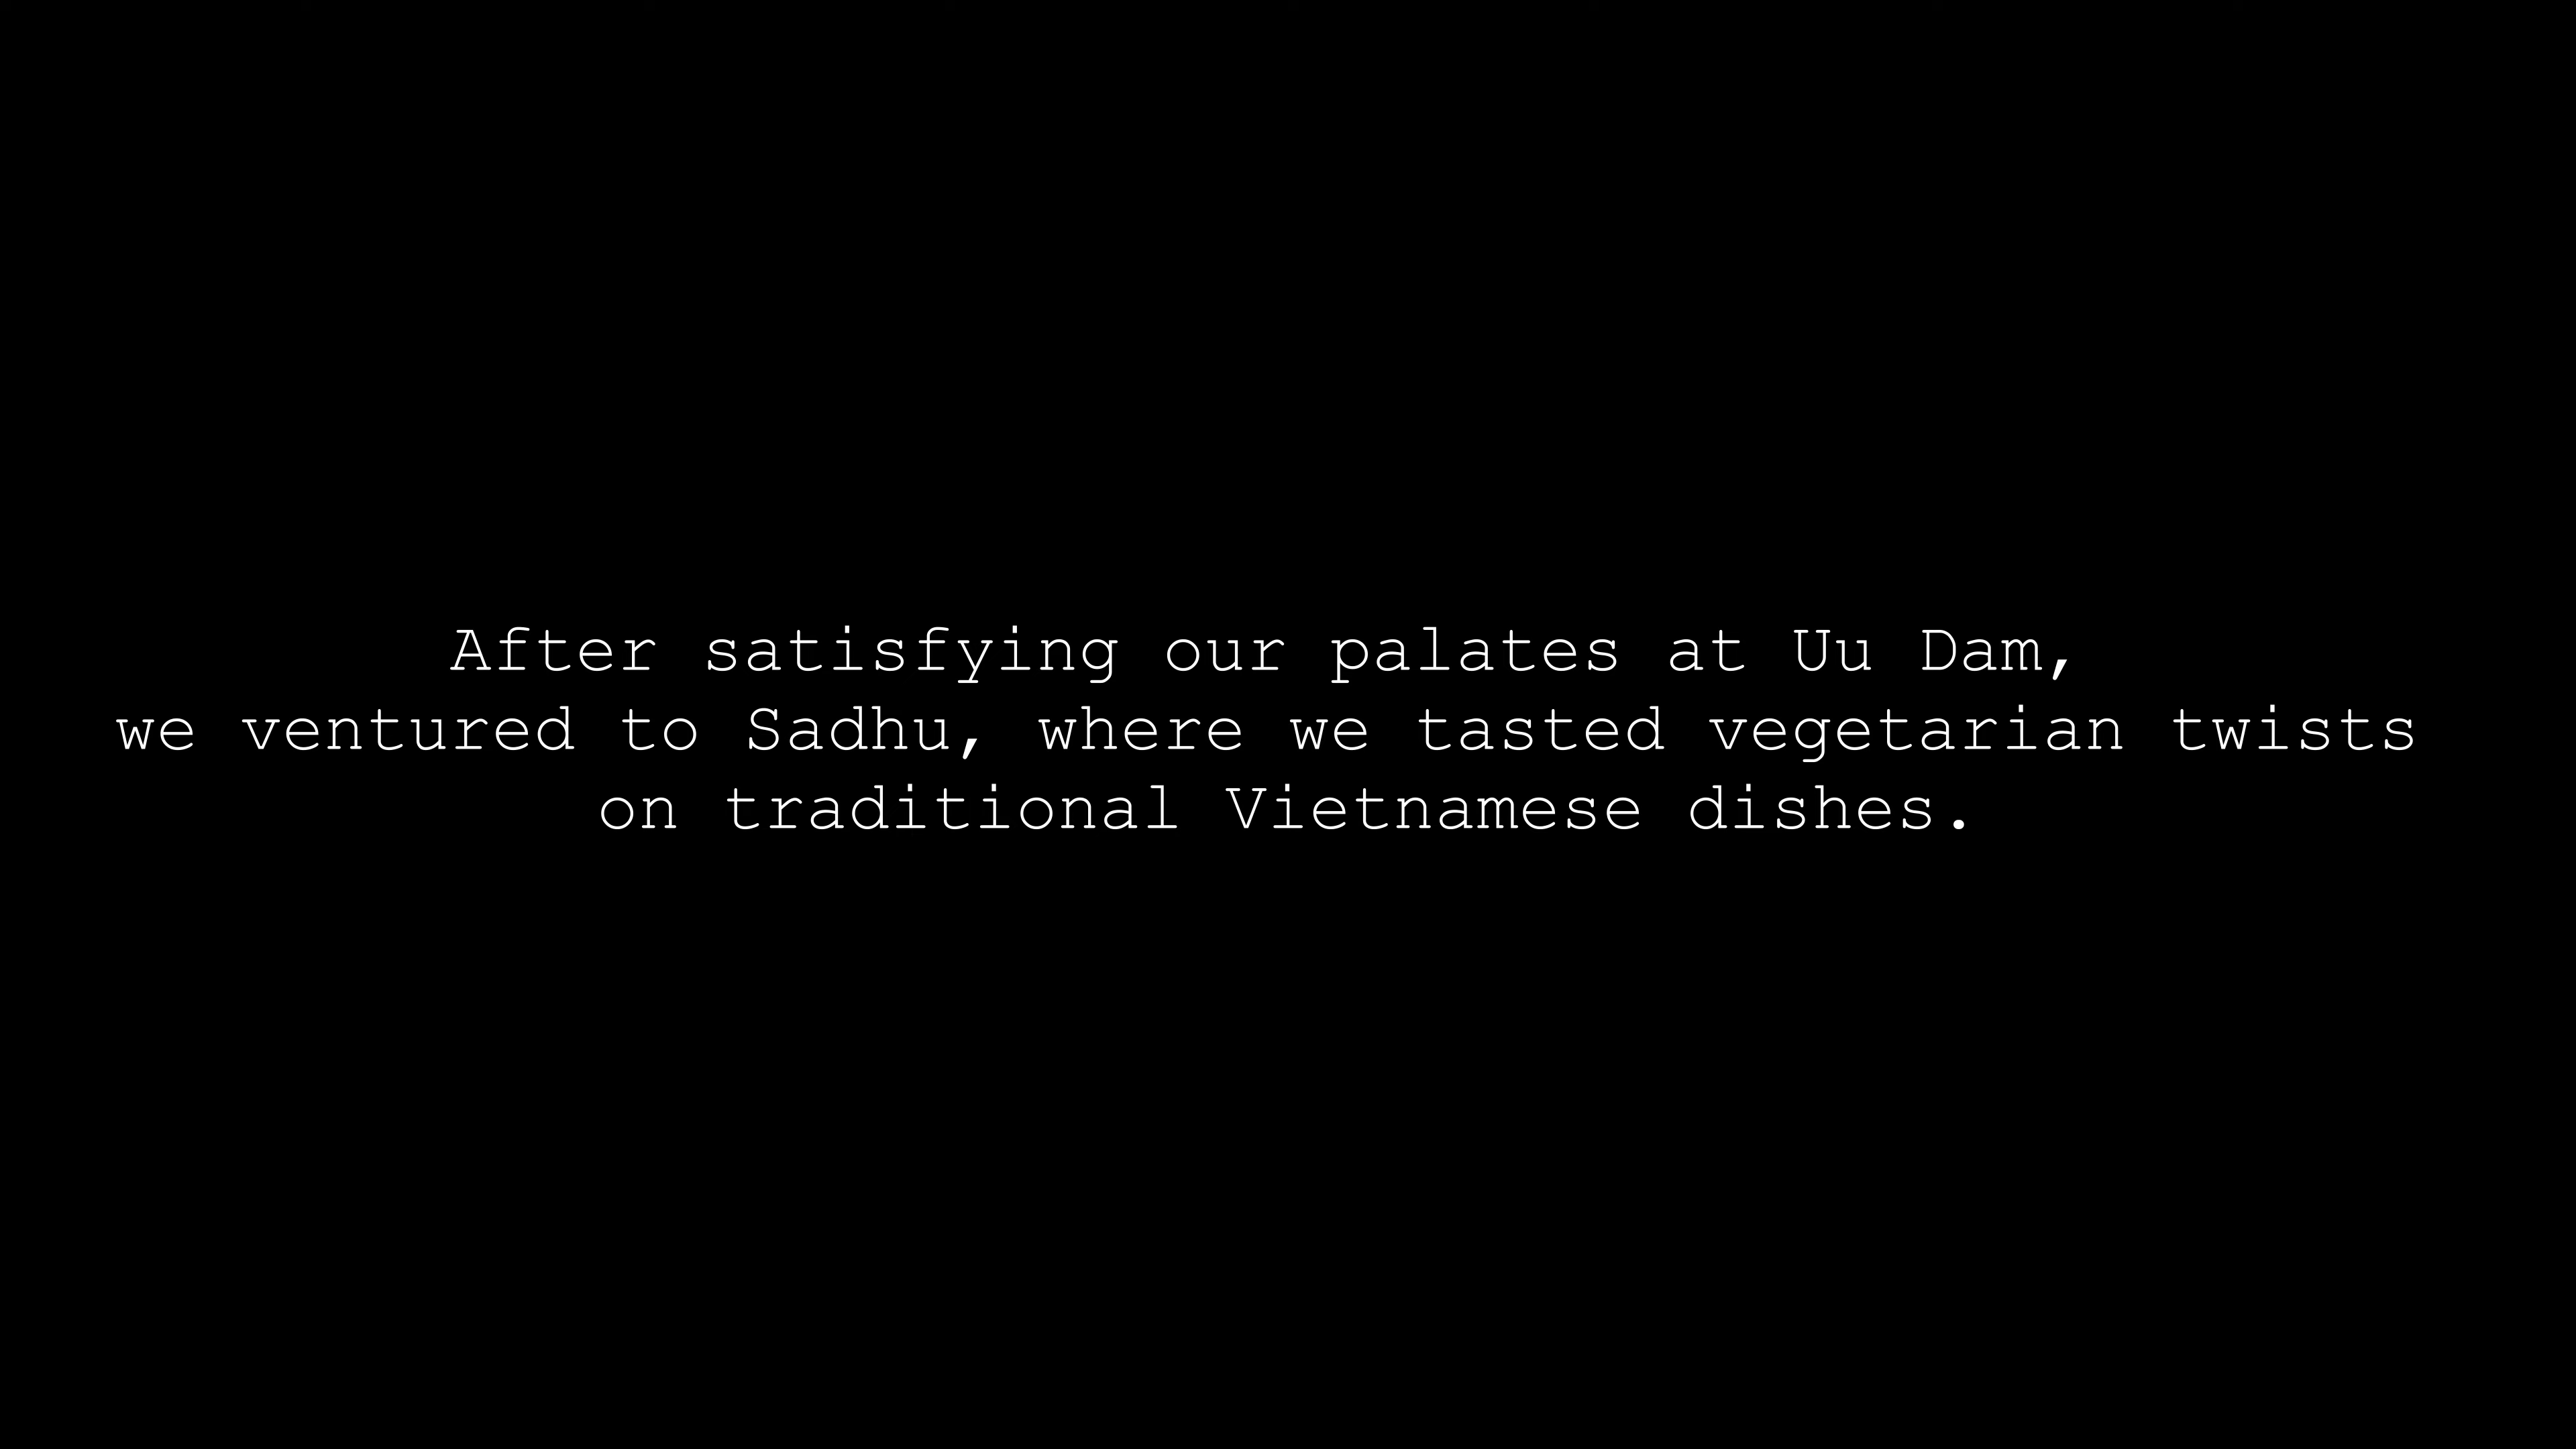 After satisfying our palates at Uu Dam,
we ventured to Sadhu, where we tasted vegetarian twists
on traditional Vietnamese dishes.